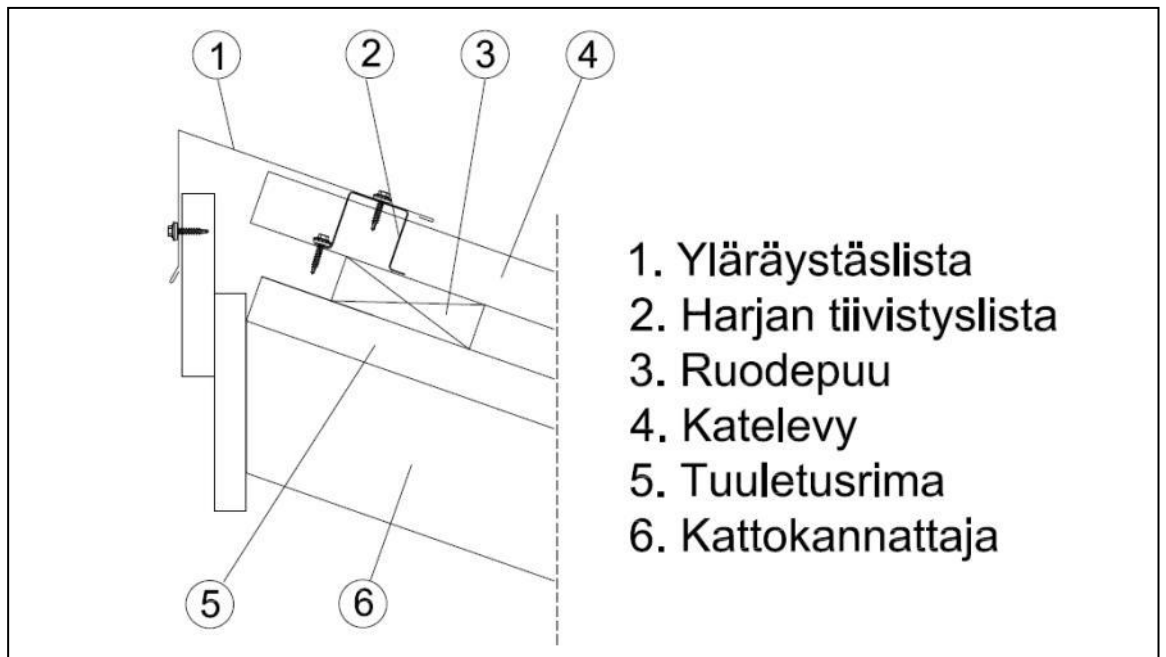 1 2 3 4
1. Yläräystäslista
2. Harjan tiivistyslista
3. Ruodepuu
4. Katelevy
5. Tuuletusrima
6. Kattokannattaja
5 6